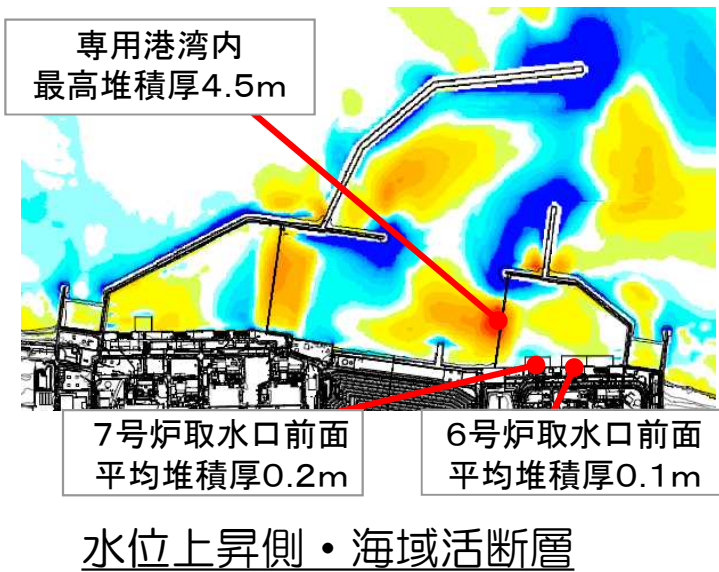 専用港湾内
最高堆積厚4.5m
7号炉取水口前面
平均堆積厚0.2m
6号炉取水口前面
平均堆積厚0.1m
水位上昇側・海域活断層